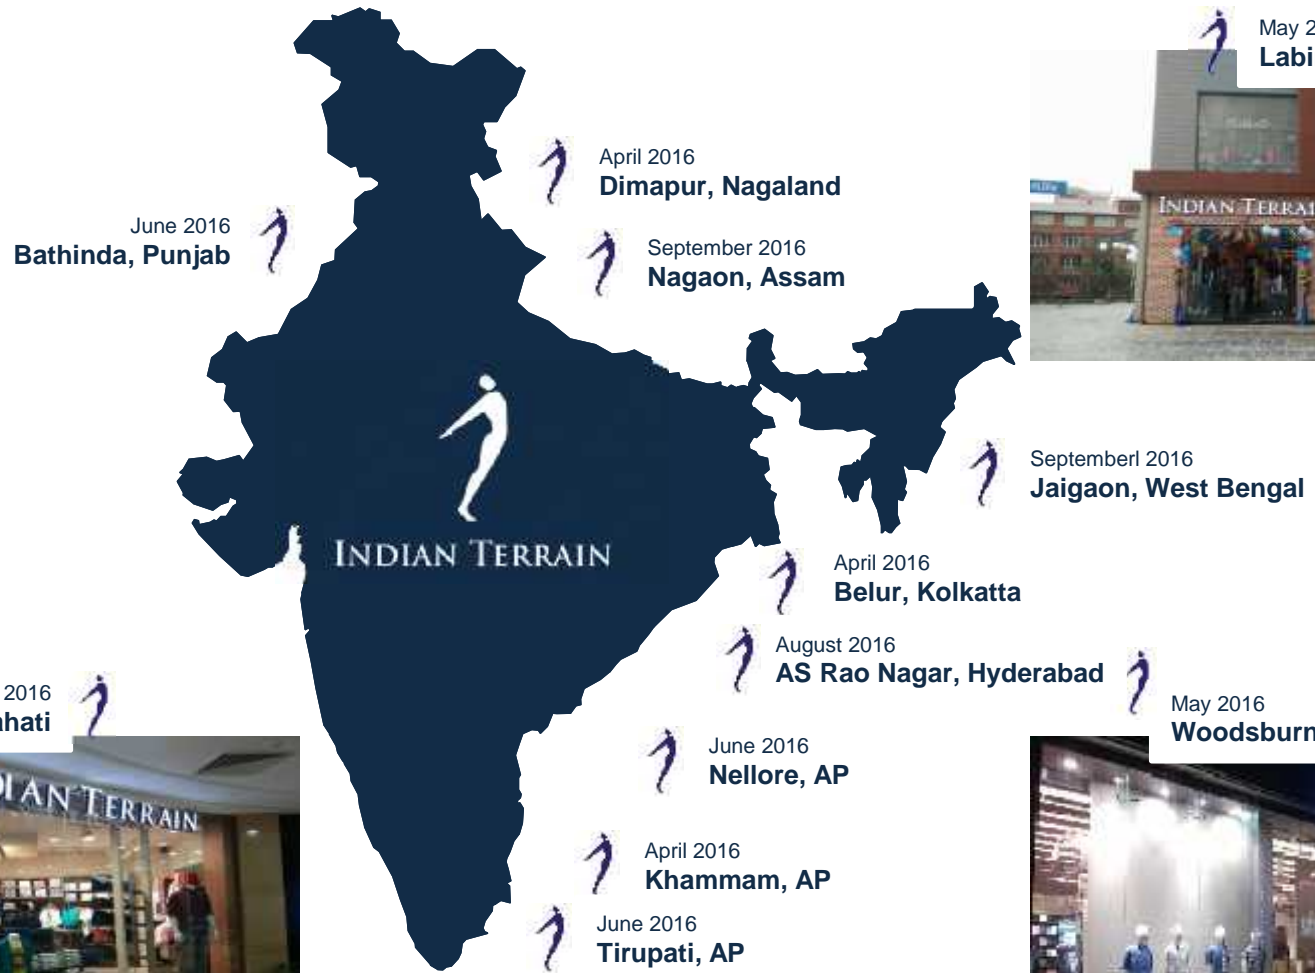 May 2
Labi
April 2016
Dimapur, Nagaland
June 2016
Bathinda, Punjab
September 2016
Nagaon, Assam
INDIAN TERRAI
INDIAN TERRAIN
Septemberl 2016
Jaigaon, West Bengal
April 2016
Belur, Kolkatta
August 2016
AS Rao Nagar, Hyderabad
2016
ahati
May 2016
Woodsburn
June 2016
Nellore, AP
DIAN TERRAIN
April 2016
Khammam, AP
June 2016
Tirupati, AP